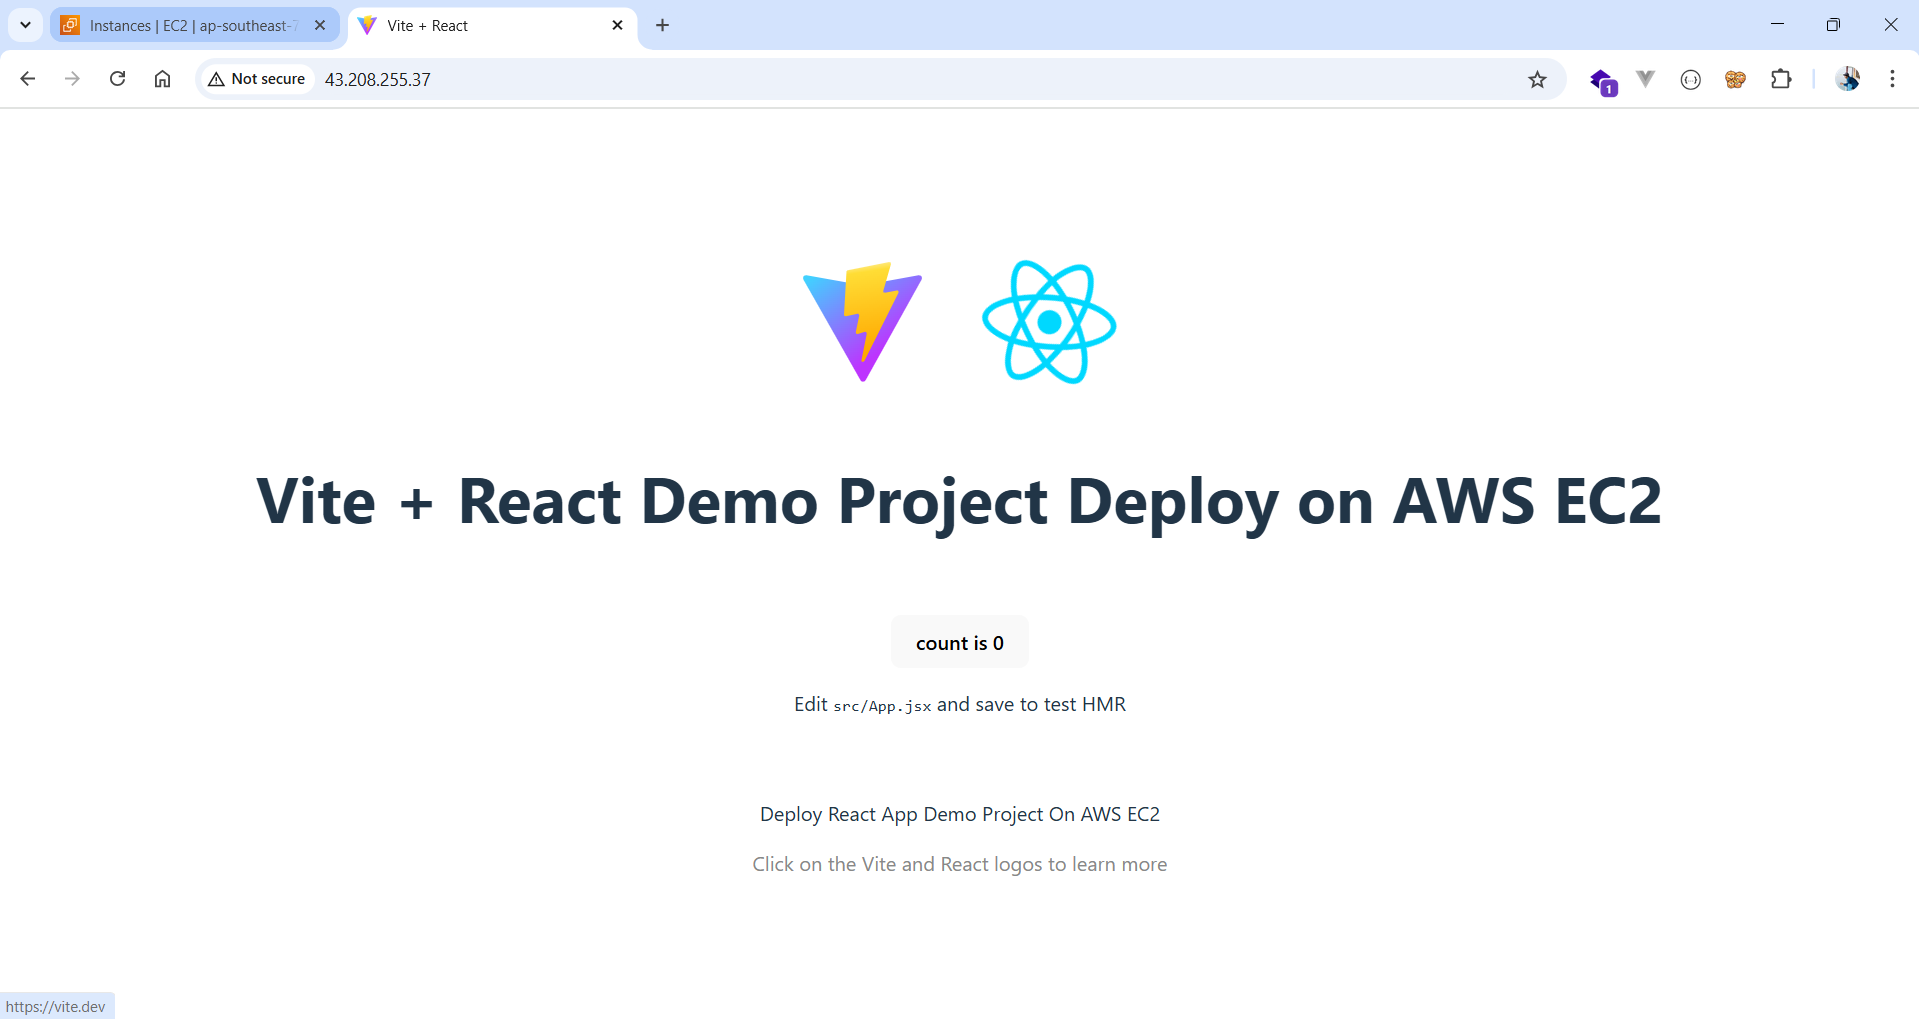 Instances | EC2 | ap-southeast-7
Vite + React
Not secure
43.208.255.37
1
Vite + React Demo Project Deploy on AWS EC2
count is 0
Edit src/App.jsx and save to test HMR
Deploy React App Demo Project On AWS EC2
Click on the Vite and React logos to learn more
https://vite.dev